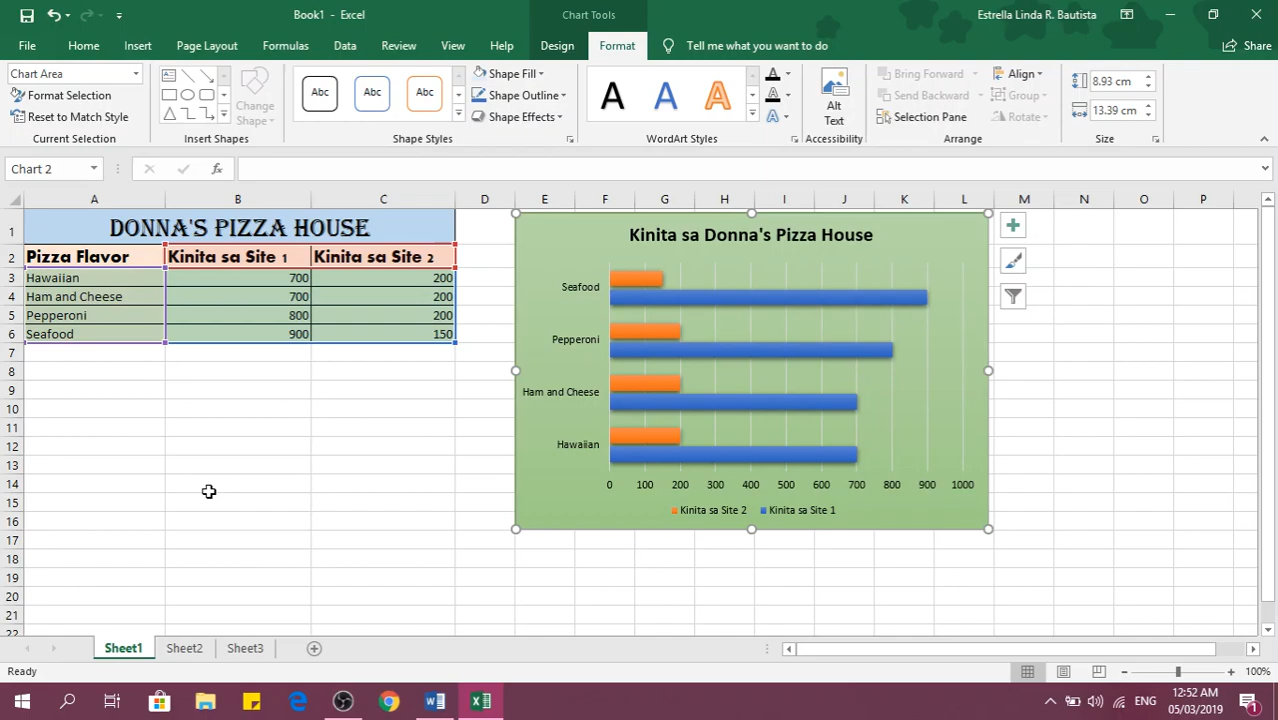 Book1 - Excel
Chart Tools
Estrella Linda R. Bautista
File Home Insert Page Layout Formulas Data Review View Help Design Format Tell me what you want to do Share
Chart Area
Format Selection
Reset to Match Style
Current Selection
Change
Shape
Insert Shapes
Abc Abc Abc
Shape Fill
Shape Outline
Shape Effects
Shape Styles
A A A
A
A
A
WordArt Styles
Alt
Text
Accessibility
Bring Forward
Send Backward
Selection Pane
Align
Group
Rotate
Arrange
8.93 cm
13.39 cm
Size
Chart 2
fx
A B C D E F G H I J K L M N O P
1 DONNA'S PIZZA HOUSE
2 Pizza Flavor Kinita sa Site 1 Kinita sa Site 2
3 Hawaiian 700 200
4 Ham and Cheese 700 200
5 Pepperoni 800 200
6 Seafood 900 150
7
8
9
10
11
12
13
14
15
16
17
18
19
20
21
22
Kinita sa Donna's Pizza House
Seafood
Pepperoni
Ham and Cheese
Hawaiian
0 100 200 300 400 500 600 700 800 900 1000
Kinita sa Site 2 Kinita sa Site 1
Sheet1 Sheet2 Sheet3
Ready
100%
ENG
12:52 AM
05/03/2019
1